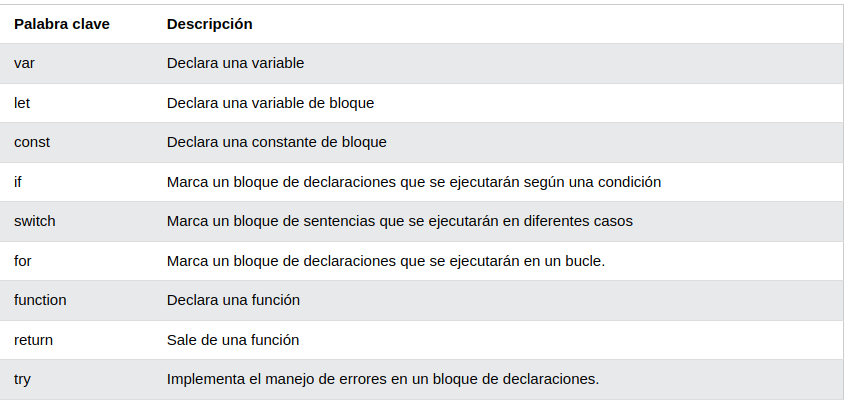 Palabra clave Descripción
var Declara una variable
let Declara una variable de bloque
const Declara una constante de bloque
if Marca un bloque de declaraciones que se ejecutarán según una condición
switch Marca un bloque de sentencias que se ejecutarán en diferentes casos
for Marca un bloque de declaraciones que se ejecutarán en un bucle.
function Declara una función
return Sale de una función
try Implementa el manejo de errores en un bloque de declaraciones.